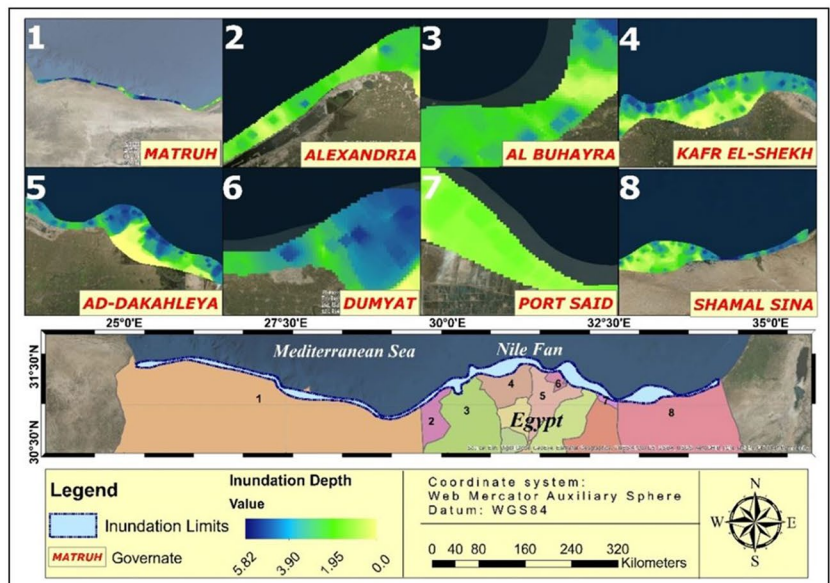 1
2
3
4
MATRUH
ALEXANDRIA
AL BUHAYRA
KAFR EL-SHEKH
5
6
7
8
AD-DAKAHLEYA
DUMYAT
PORT SAID
SHAMAL SINA
25°0'E 27°30'E 30°0'E 32°30'E 35°0'E
31°30'N
30°30'N
Mediterranean Sea
Nile Fan
1
2
3
4
5
6
7
8
Egypt
Legend
Inundation Limits
MATRUH Governate
Inundation Depth
Value
5.82 3.90 1.95 0.0
Coordinate system:
Web Mercator Auxiliary Sphere
Datum: WGS84
0 40 80 160 240 320
Kilometers
N
W E
S